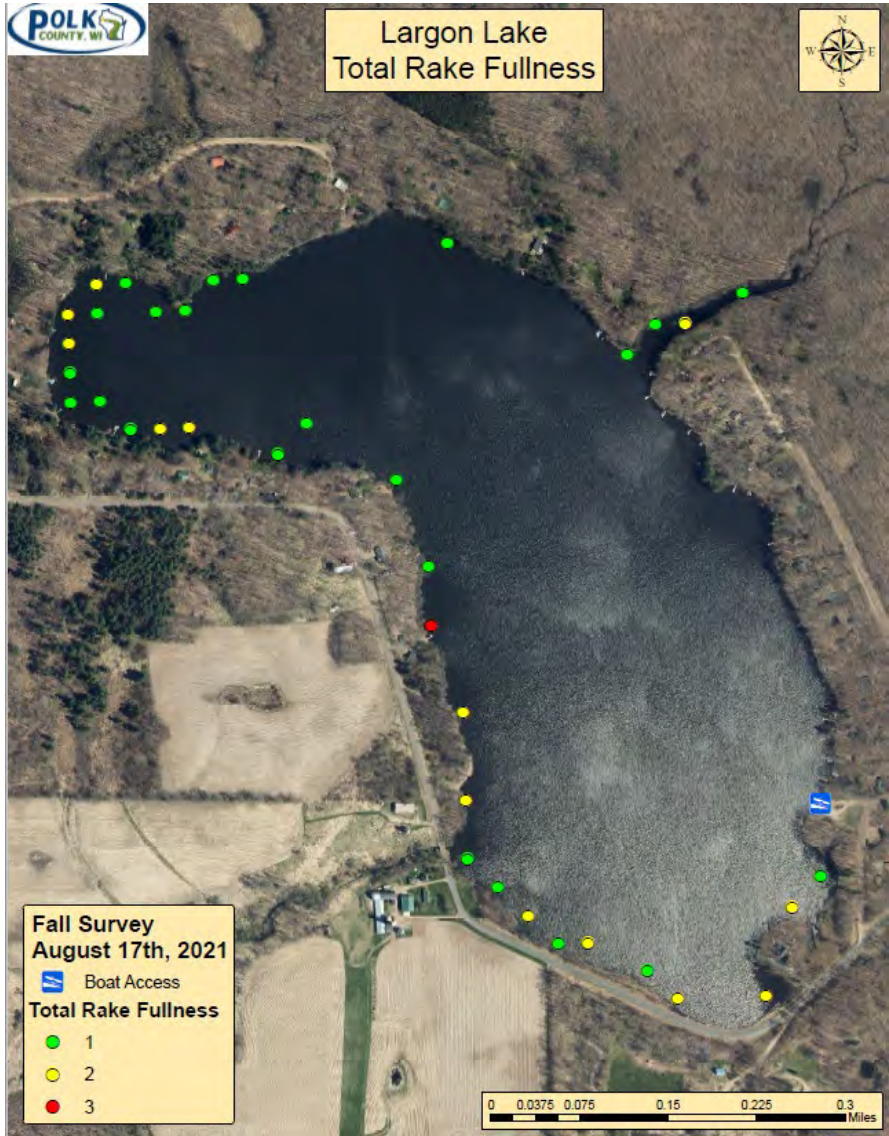 POLK
COUNTY, WI
Largon Lake
Total Rake Fullness
N
W E
S
Fall Survey
August 17th, 2021
Boat Access
Total Rake Fullness
1
2
3
0 0.0375 0.075 0.15 0.225 0.3
Miles